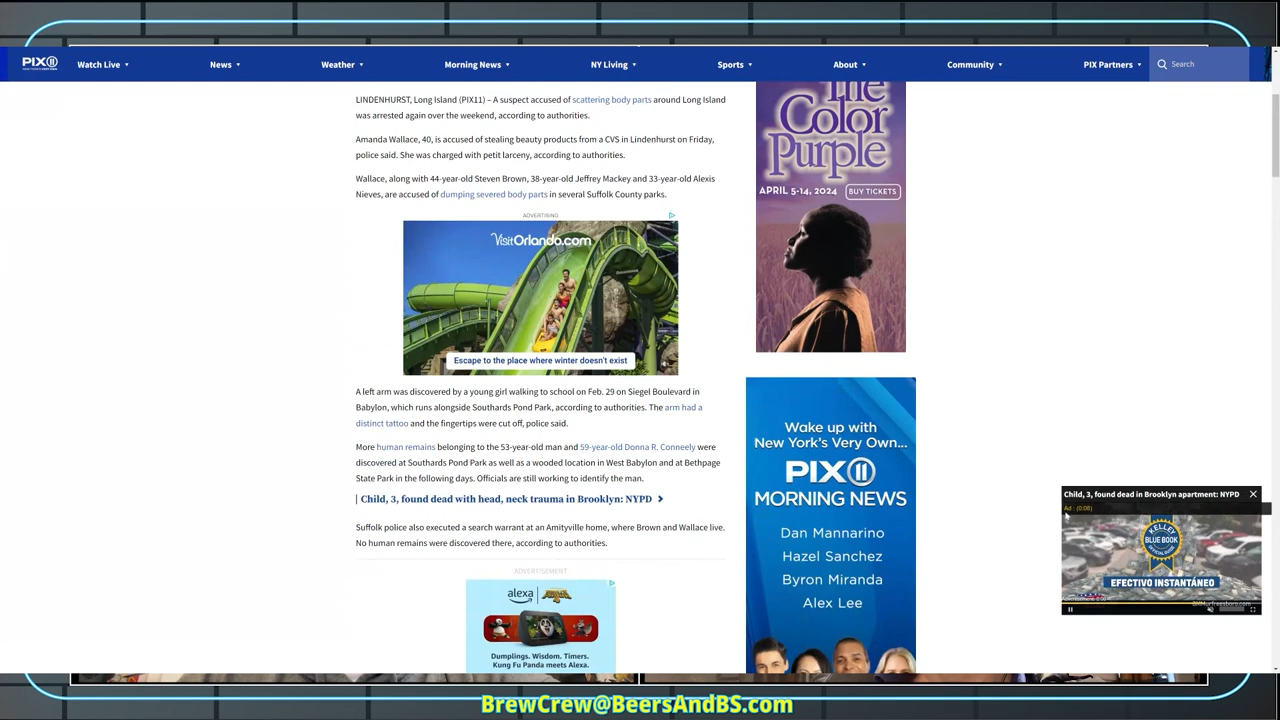 PIX11
Watch Live
News
Weather
Morning News
NY Living
Sports
About
Community
PIX Partners
Search
LINDENHURST, Long Island (PIX11) – A suspect accused of scattering body parts around Long Island
was arrested again over the weekend, according to authorities.
Amanda Wallace, 40, is accused of stealing beauty products from a CVS in Lindenhurst on Friday,
police said. She was charged with petit larceny, according to authorities.
Wallace, along with 44-year-old Steven Brown, 38-year-old Jeffrey Mackey and 33-year-old Alexis
Nieves, are accused of dumping severed body parts in several Suffolk County parks.
ADVERTISING
VISITOrlando.com
Escape to the place where winter doesn't exist
A left arm was discovered by a young girl walking to school on Feb. 29 on Siegel Boulevard in
Babylon, which runs alongside Southards Pond Park, according to authorities. The arm had a
distinct tattoo and the fingertips were cut off, police said.
More human remains belonging to the 53-year-old man and 59-year-old Donna R. Conneely were
discovered at Southards Pond Park as well as a wooded location in West Babylon and at Bethpage
State Park in the following days. Officials are still working to identify the man.
Child, 3, found dead with head, neck trauma in Brooklyn: NYPD
Suffolk police also executed a search warrant at an Amityville home, where Brown and Wallace live.
No human remains were discovered there, according to authorities.
ADVERTISEMENT
alexa
Dumplings. Wisdom. Timers.
Kung Fu Panda meets Alexa.
The
Color
Purple
APRIL 5-14, 2024
BUY TICKETS
Wake up with
New York's Very Own...
PIX11
MORNING NEWS
Dan Mannarino
Hazel Sanchez
Byron Miranda
Alex Lee
Child, 3, found dead in Brooklyn apartment: NYPD
Ad : (0:08)
KELLEY
BLUE BOOK
OFFICIAL GUIDE
EFECTIVO INSTANTÁNEO
BrewCrew@BeersAndBS.com